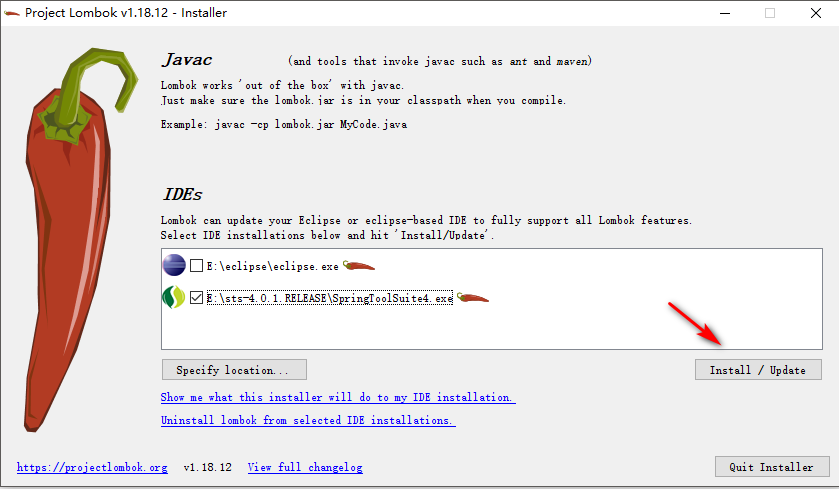 Project Lombok v1.18.12 - Installer
Javac (and tools that invoke javac such as ant and maven)
Lombok works 'out of the box' with javac.
Just make sure the lombok.jar is in your classpath when you compile.
Example: javac -cp lombok.jar MyCode.java
IDEs
Lombok can update your Eclipse or eclipse-based IDE to fully support all Lombok features.
Select IDE installations below and hit 'Install/Update'.
E:\eclipse\eclipse.exe
E:\sts-4.0.1.RELEASE\SpringToolSuite4.exe
Specify location... Install / Update
Show me what this installer will do to my IDE installation.
Uninstall lombok from selected IDE installations.
https://projectlombok.org v1.18.12 View full changelog Quit Installer